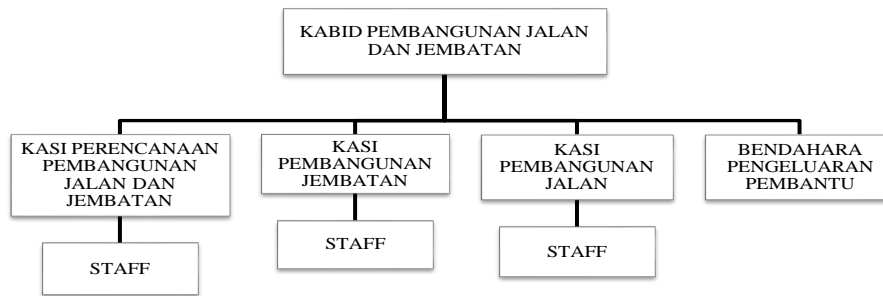 KABID PEMBANGUNAN JALAN
DAN JEMBATAN
KASI PERENCANAAN
PEMBANGUNAN
JALAN DAN
JEMBATAN
KASI
PEMBANGUNAN
JEMBATAN
KASI
PEMBANGUNAN
JALAN
BENDAHARA
PENGELUARAN
PEMBANTU
STAFF
STAFF
STAFF